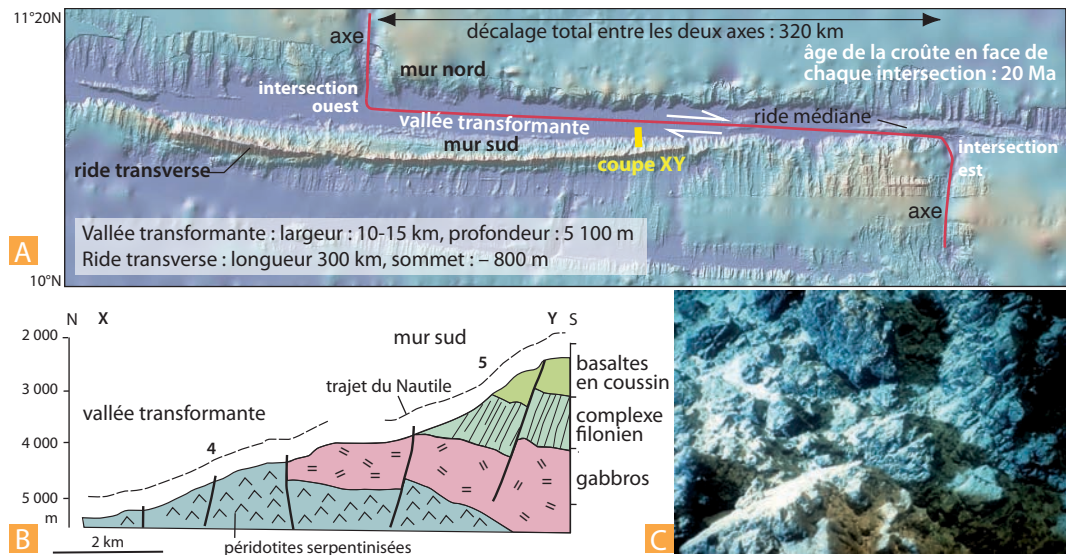 11°20N
axe
décalage total entre les deux axes : 320 km
âge de la croûte en face de
chaque intersection : 20 Ma
mur nord
intersection
ouest
ride médiane
vallée transformante
mur sud
ride transverse
coupe XY
intersection
est
axe
Vallée transformante : largeur : 10-15 km, profondeur : 5 100 m
Ride transverse : longueur 300 km, sommet : – 800 m
A
10°N
N X
Y S
2 000
mur sud
5
basaltes
en coussin
3 000
trajet du Nautile
complexe
filonien
vallée transformante
4
4 000
gabbros
5 000
m
B
2 km
péridotites serpentinisées
C